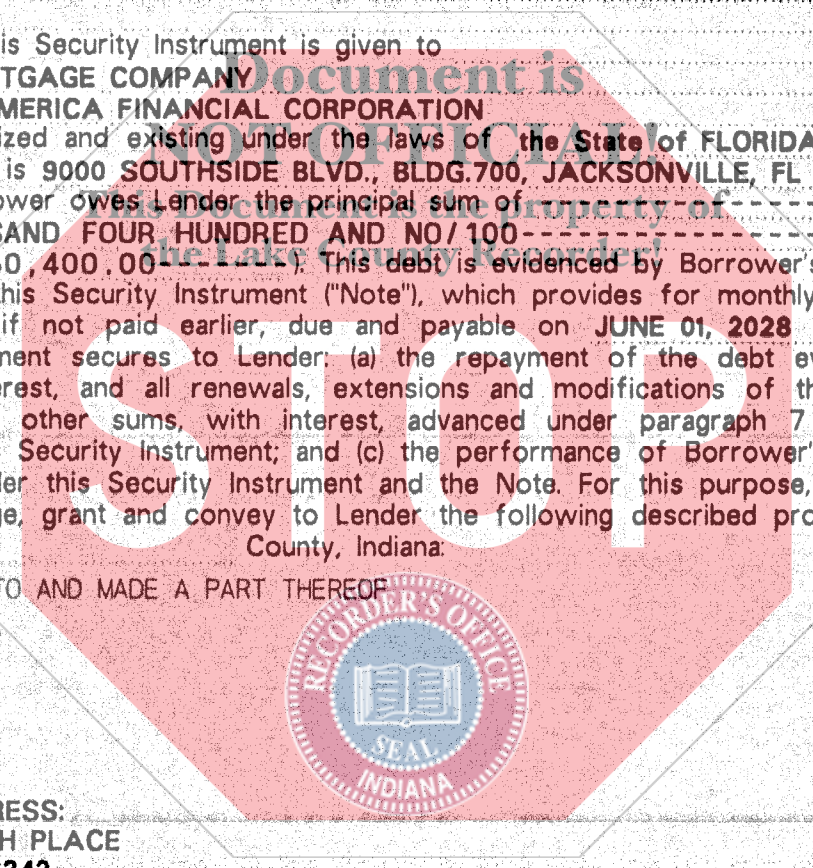 is Security Instrument is given to
TGAGE COMPANY
MERICA FINANCIAL CORPORATION
ized and existing under the laws of the State of FLORIDA
is 9000 SOUTHSIDE BLVD., BLDG.700, JACKSONVILLE, FL
ower owes Lender the principal sum of
SAND FOUR HUNDRED AND NO/100--------------------
0,400.00---------). This debt is evidenced by Borrower's
his Security Instrument ("Note"), which provides for monthly
if not paid earlier, due and payable on JUNE 01, 2028
ment secures to Lender: (a) the repayment of the debt ev
erest, and all renewals, extensions and modifications of th
other sums, with interest, advanced under paragraph 7
Security Instrument; and (c) the performance of Borrower'
der this Security Instrument and the Note. For this purpose,
ge, grant and convey to Lender the following described pro
County, Indiana:
TO AND MADE A PART THEREOF
RESS:
H PLACE
Document is
NOT OFFICIAL!
This Document is the property of
the Lake County Recorder!
STOP
RECORDER'S OFFICE
SEAL
INDIANA